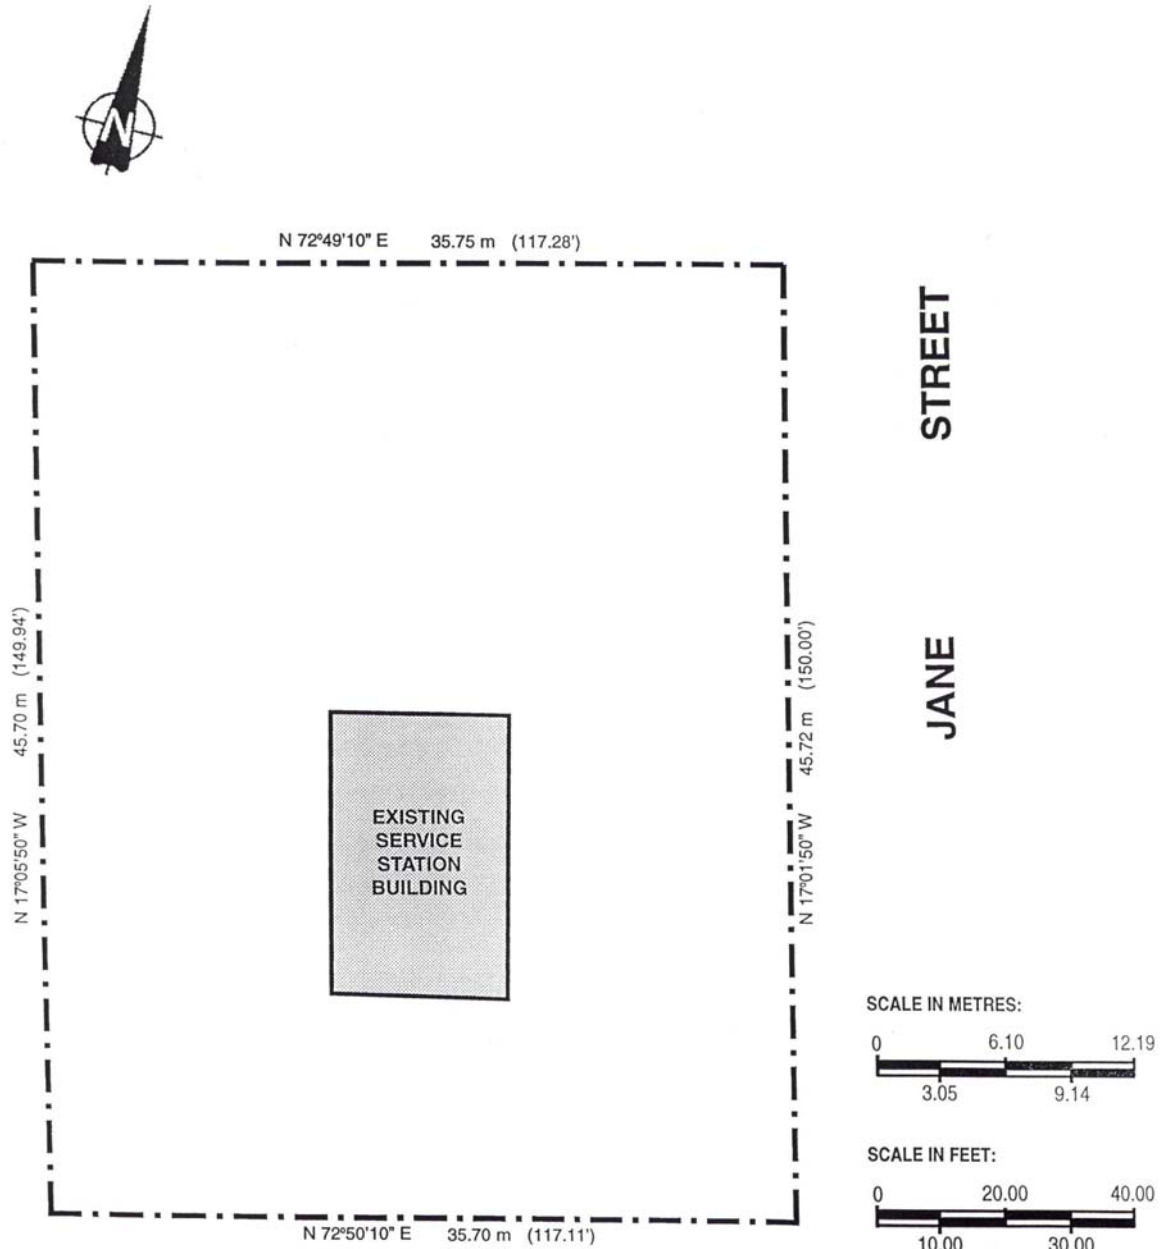 N
N 72°49'10" E 35.75 m (117.28')
STREET
JANE
N 17°05'50" W 45.70 m (149.94')
N 17°01'50" W 45.72 m (150.00')
EXISTING
SERVICE
STATION
BUILDING
SCALE IN METRES:
0 6.10 12.19
3.05 9.14
SCALE IN FEET:
0 20.00 40.00
10.00 30.00
N 72°50'10" E 35.70 m (117.11')